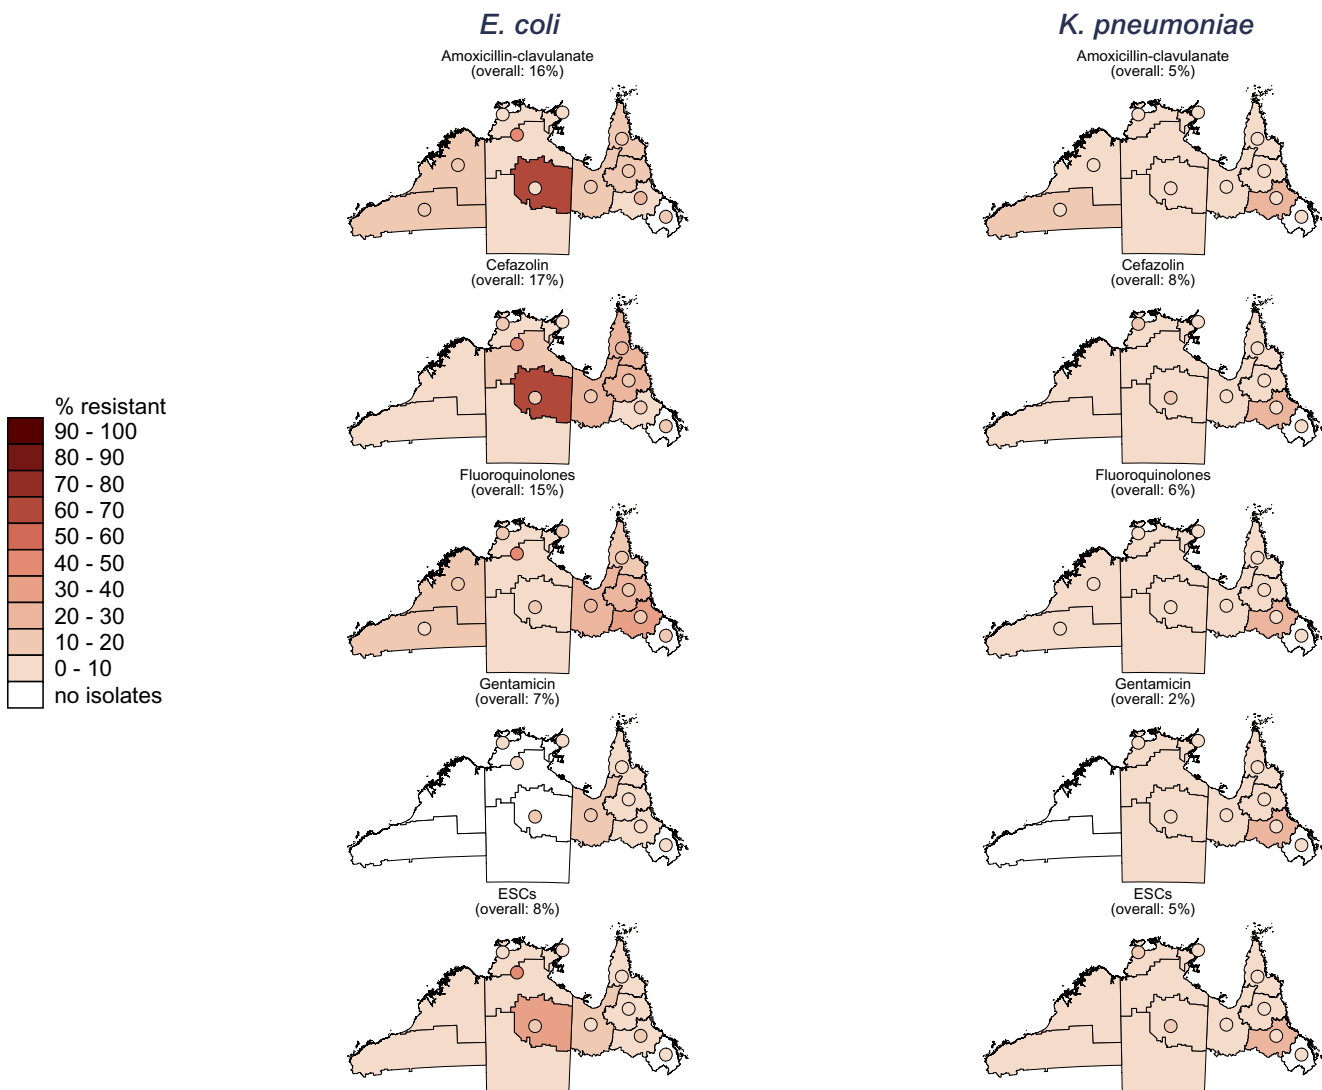 E. coli
Amoxicillin-clavulanate
(overall: 16%)
Cefazolin
(overall: 17%)
Fluoroquinolones
(overall: 15%)
Gentamicin
(overall: 7%)
ESCs
(overall: 8%)
K. pneumoniae
Amoxicillin-clavulanate
(overall: 5%)
Cefazolin
(overall: 8%)
Fluoroquinolones
(overall: 6%)
Gentamicin
(overall: 2%)
ESCs
(overall: 5%)
% resistant
90 - 100
80 - 90
70 - 80
60 - 70
50 - 60
40 - 50
30 - 40
20 - 30
10 - 20
0 - 10
no isolates